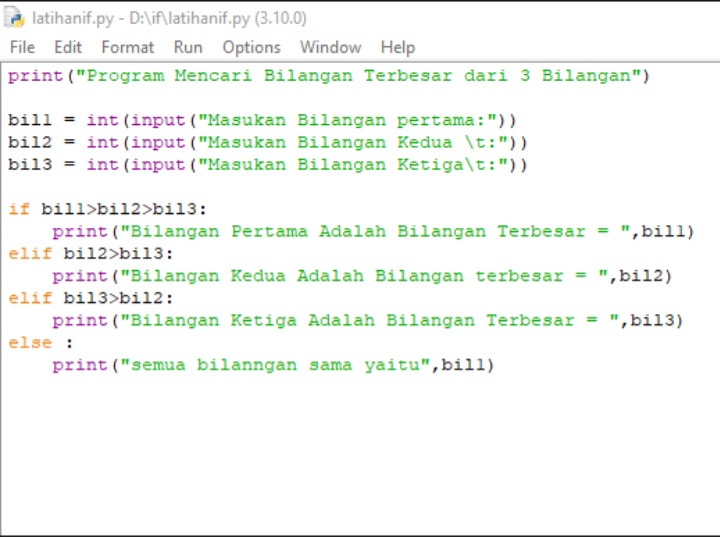 latihanif.py - D:\if\latihanif.py (3.10.0)
File Edit Format Run Options Window Help
print("Program Mencari Bilangan Terbesar dari 3 Bilangan")
bil1 = int(input("Masukan Bilangan pertama:"))
bil2 = int(input("Masukan Bilangan Kedua \t:"))
bil3 = int(input("Masukan Bilangan Ketiga\t:"))
if bil1>bil2>bil3:
    print("Bilangan Pertama Adalah Bilangan Terbesar = ",bil1)
elif bil2>bil3:
    print("Bilangan Kedua Adalah Bilangan terbesar = ",bil2)
elif bil3>bil2:
    print("Bilangan Ketiga Adalah Bilangan Terbesar = ",bil3)
else :
    print("semua bilanngan sama yaitu",bil1)